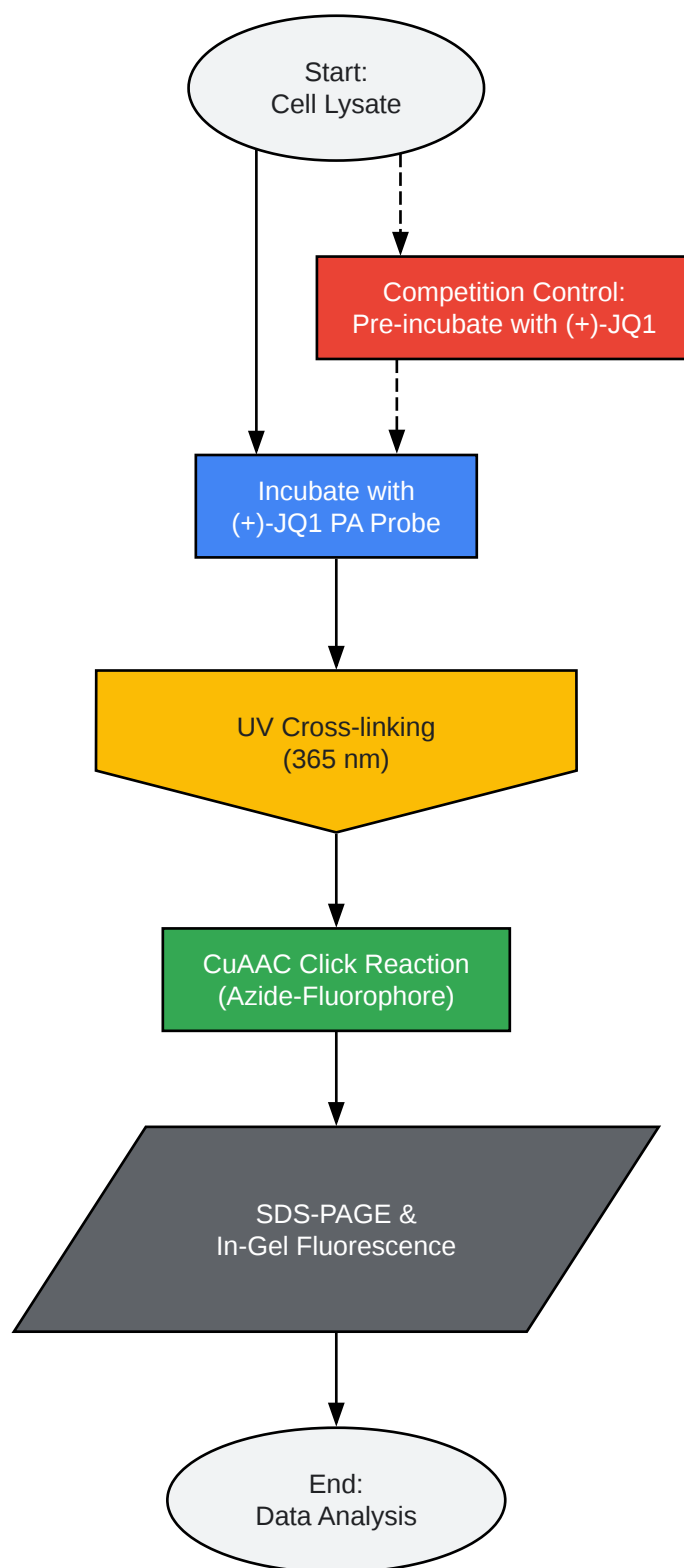 Start:
Cell Lysate
Competition Control:
Pre-incubate with (+)-JQ1
Incubate with
(+)-JQ1 PA Probe
UV Cross-linking
(365 nm)
CuAAC Click Reaction
(Azide-Fluorophore)
SDS-PAGE &
In-Gel Fluorescence
End:
Data Analysis